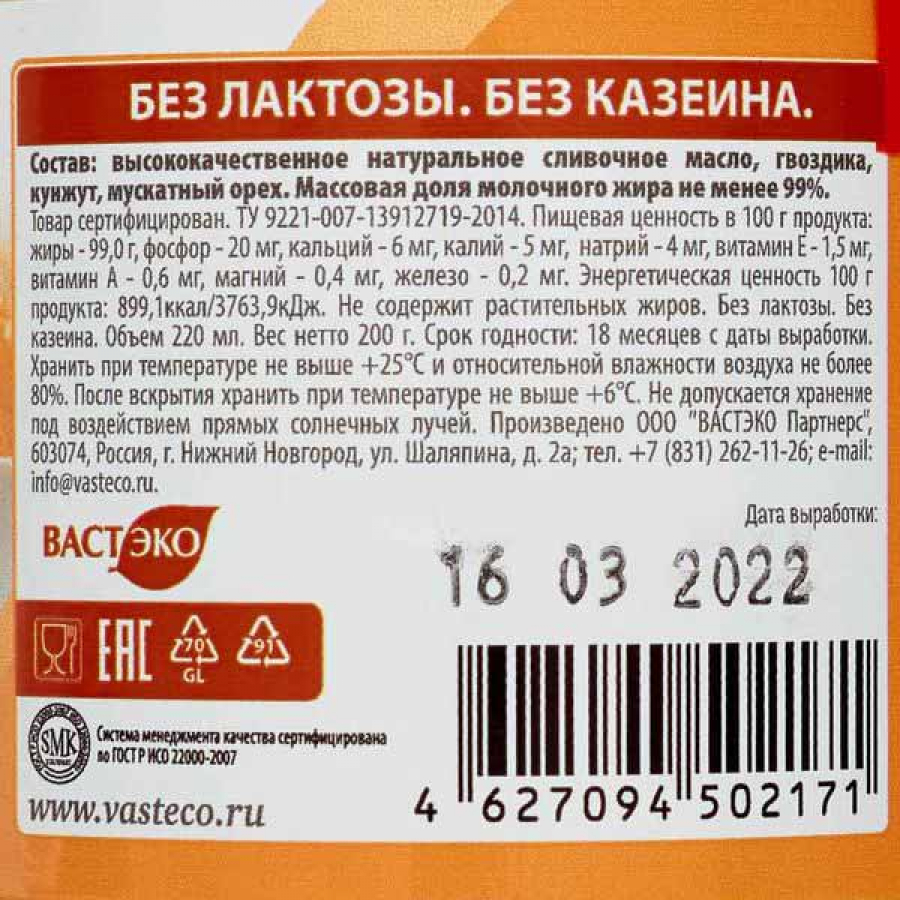 БЕЗ ЛАКТОЗЫ. БЕЗ КАЗЕИНА.
Состав: высококачественное натуральное сливочное масло, гвоздика,
кунжут, мускатный орех. Массовая доля молочного жира не менее 99%.
Товар сертифицирован. ТУ 9221-007-13912719-2014. Пищевая ценность в 100 г продукта:
жиры - 99,0 г, фосфор - 20 мг, кальций - 6 мг, калий - 5 мг, натрий - 4 мг, витамин Е - 1,5 мг,
витамин А - 0,6 мг, магний - 0,4 мг, железо - 0,2 мг. Энергетическая ценность 100 г
продукта: 899,1ккал/3763,9кДж. Не содержит растительных жиров. Без лактозы. Без
казеина. Объем 220 мл. Вес нетто 200 г. Срок годности: 18 месяцев с даты выработки.
Хранить при температуре не выше +25°С и относительной влажности воздуха не более
80%. После вскрытия хранить при температуре не выше +6°С. Не допускается хранение
под воздействием прямых солнечных лучей. Произведено ООО "ВАСТЭКО Партнерс",
603074, Россия, г. Нижний Новгород, ул. Шаляпина, д. 2а; тел. +7 (831) 262-11-26; e-mail:
info@vasteco.ru.
Дата выработки:
ВАСТЭКО
16 03 2022
EAC
70
GL
91
SMK
Система менеджмента качества сертифицирована
по ГОСТ Р ИСО 22000-2007
www.vasteco.ru
4 627094 502171